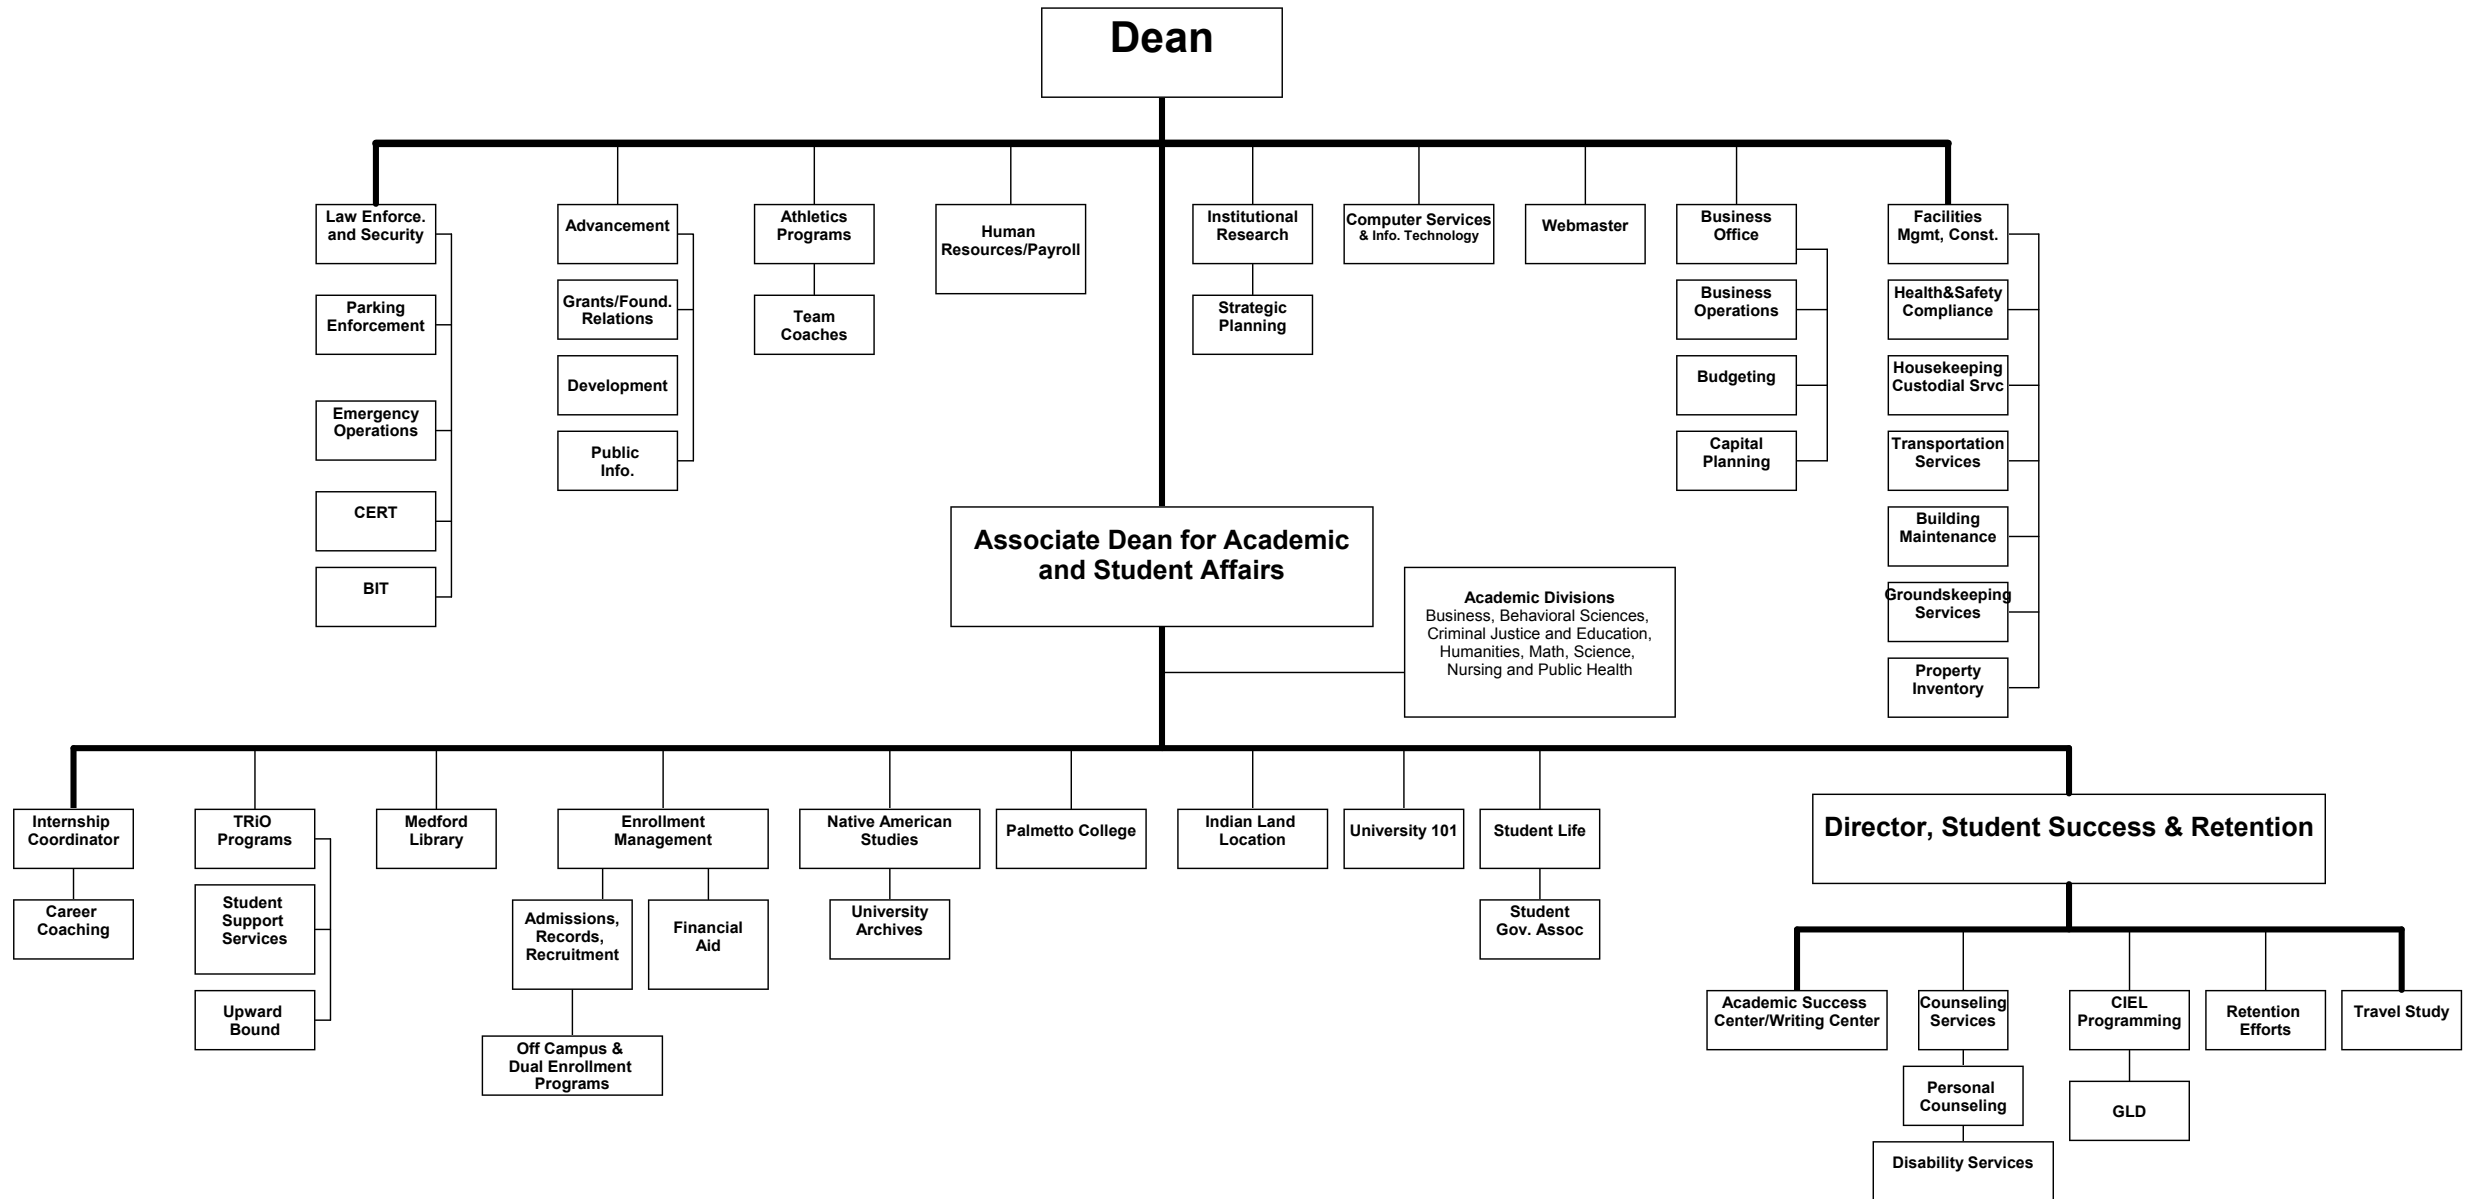 Dean
Law Enforce.
and Security
Parking
Enforcement
Emergency
Operations
CERT
BIT
Advancement
Grants/Found.
Relations
Development
Public
Info.
Athletics
Programs
Team
Coaches
Human
Resources/Payroll
Institutional
Research
Strategic
Planning
Computer Services
& Info. Technology
Webmaster
Business
Office
Business
Operations
Budgeting
Capital
Planning
Facilities
Mgmt, Const.
Health&Safety
Compliance
Housekeeping
Custodial Srvc
Transportation
Services
Building
Maintenance
Groundskeeping
Services
Property
Inventory
Associate Dean for Academic
and Student Affairs
Academic Divisions
Business, Behavioral Sciences,
Criminal Justice and Education,
Humanities, Math, Science,
Nursing and Public Health
Internship
Coordinator
Career
Coaching
TRiO
Programs
Student
Support
Services
Upward
Bound
Medford
Library
Enrollment
Management
Admissions,
Records,
Recruitment
Financial
Aid
Off Campus &
Dual Enrollment
Programs
Native American
Studies
University
Archives
Palmetto College
Indian Land
Location
University 101
Student Life
Student
Gov. Assoc
Director, Student Success & Retention
Academic Success
Center/Writing Center
Counseling
Services
Personal
Counseling
Disability Services
CIEL
Programming
GLD
Retention
Efforts
Travel Study